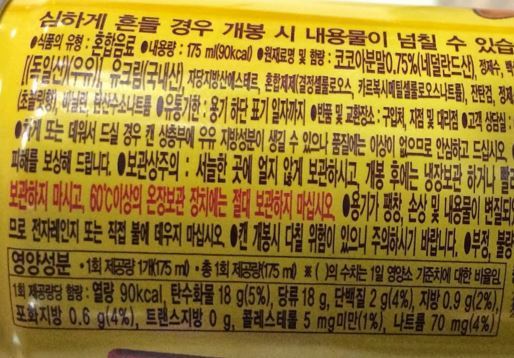 심하게 흔들 경우 개봉 시 내용물이 넘칠 수 있습
●식품의 유형 : 혼합음료 ●내용량 : 175 ml(90kcal) ●원재료명 및 함량 : 코코아분말0.75%(네덜란드산), 정제수, 백
[(독일산)(우유)], 유크림(국내산), 자당지방산에스테르, 혼합제제(결정셀룰로오스, 카르복시메틸셀룰로오스나트륨), 잔탄검, 정제
(초콜릿향), 바닐린, 탄산수소나트륨 ●유통기한 : 용기 하단 표기 일자까지 ●반품 및 교환장소 : 구입처, 지점 및 대리점 ●고객 상담실 :
게 또는 데워서 드실 경우 캔 상층부에 우유 지방성분이 생길 수 있으나 품질에는 이상이 없으므로 안심하고 드십시오
피해를 보상해 드립니다. ●보관상주의 : 서늘한 곳에 얼지 않게 보관하시고, 개봉 후에는 냉장보관 하거나 빨리
보관하지 마시고, 60℃이상의 온장보관 장치에는 절대 보관하지 마십시오. ●용기가 팽창, 손상 및 내용물이 변질되었
므로 전자레인지 또는 직접 불에 데우지 마십시오. ●캔 개봉시 다칠 위험이 있으니 주의하시기 바랍니다. ●부정, 불량
영양성분 •1회 제공량 1개(175 ml) •총 1회 제공량(175 ml) ※ ( )의 수치는 1일 영양소 기준치에 대한 비율임.
1회 제공량당 함량 : 열량 90kcal, 탄수화물 18 g(5%), 당류 18 g, 단백질 2 g(4%), 지방 0.9 g(2%),
포화지방 0.6 g(4%), 트랜스지방 0 g, 콜레스테롤 5 mg미만(1%), 나트륨 70 mg(4%)